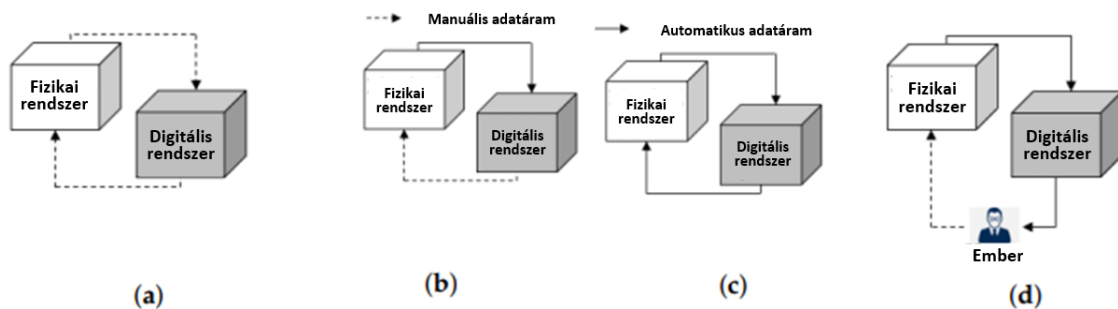 Manuális adatáram
Automatikus adatáram
Fizikai
rendszer
Digitális
rendszer
(a)
Fizikai
rendszer
Digitális
rendszer
(b)
Fizikai
rendszer
Digitális
rendszer
(c)
Fizikai
rendszer
Digitális
rendszer
Ember
(d)